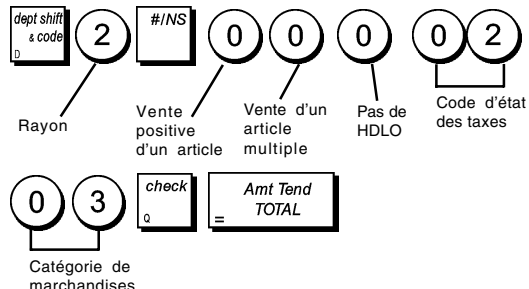 dept shift
& code
D
2
#/NS
0
0
0
0
2
Rayon
Vente
positive
d'un article
Vente d'un
article
multiple
Pas de
HDLO
Code d'état
des taxes
0
3
check
Q
Amt Tend
TOTAL
=
Catégorie de
marchandises